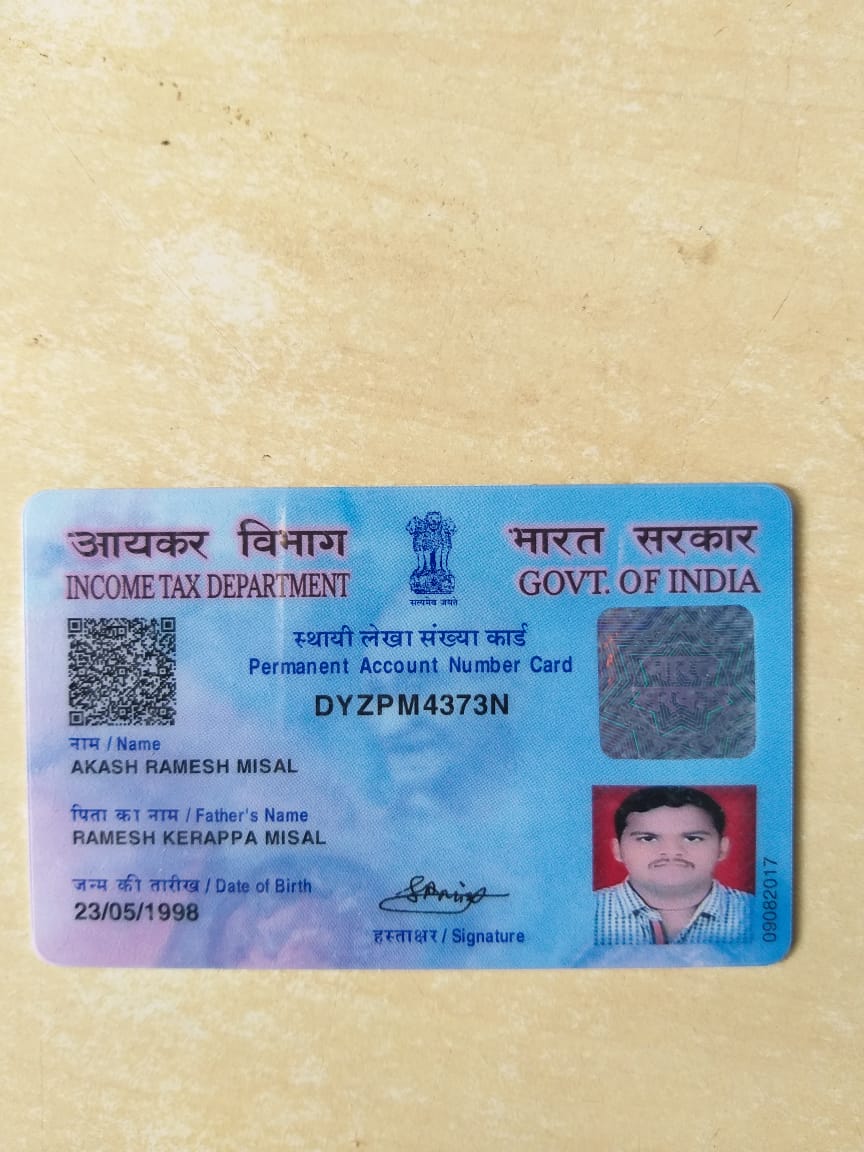 आयकर विभाग
INCOME TAX DEPARTMENT
सत्यमेव जयते
भारत सरकार
GOVT. OF INDIA
स्थायी लेखा संख्या कार्ड
Permanent Account Number Card
DYZPM4373N
नाम / Name
AKASH RAMESH MISAL
पिता का नाम / Father's Name
RAMESH KERAPPA MISAL
जन्म की तारीख / Date of Birth
23/05/1998
हस्ताक्षर / Signature
09082017